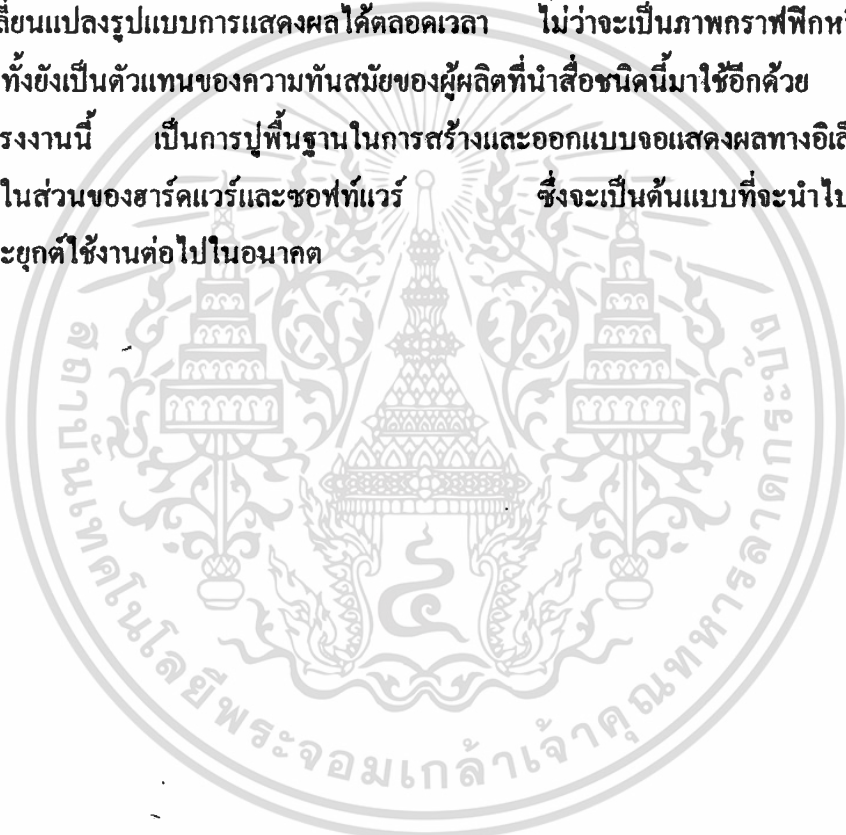 ลี่ยนแปลงรูปแบบการแสดงผลได้ตลอดเวลา ไม่ว่าจะเป็นภาพกราฟฟิกหรื
ทั้งยังเป็นตัวแทนของความทันสมัยของผู้ผลิตที่นำสื่อชนิดนี้มาใช้อีกด้วย
รงงานนี้ เป็นการปูพื้นฐานในการสร้างและออกแบบจอแสดงผลทางอิเล็
ในส่วนของฮาร์ดแวร์และซอฟท์แวร์ ซึ่งจะเป็นต้นแบบที่จะนำไป
ะยุกต์ใช้งานต่อไปในอนาคต
สถาบันเทคโนโลยีพระจอมเกล้าเจ้าคุณทหารลาดกระบัง